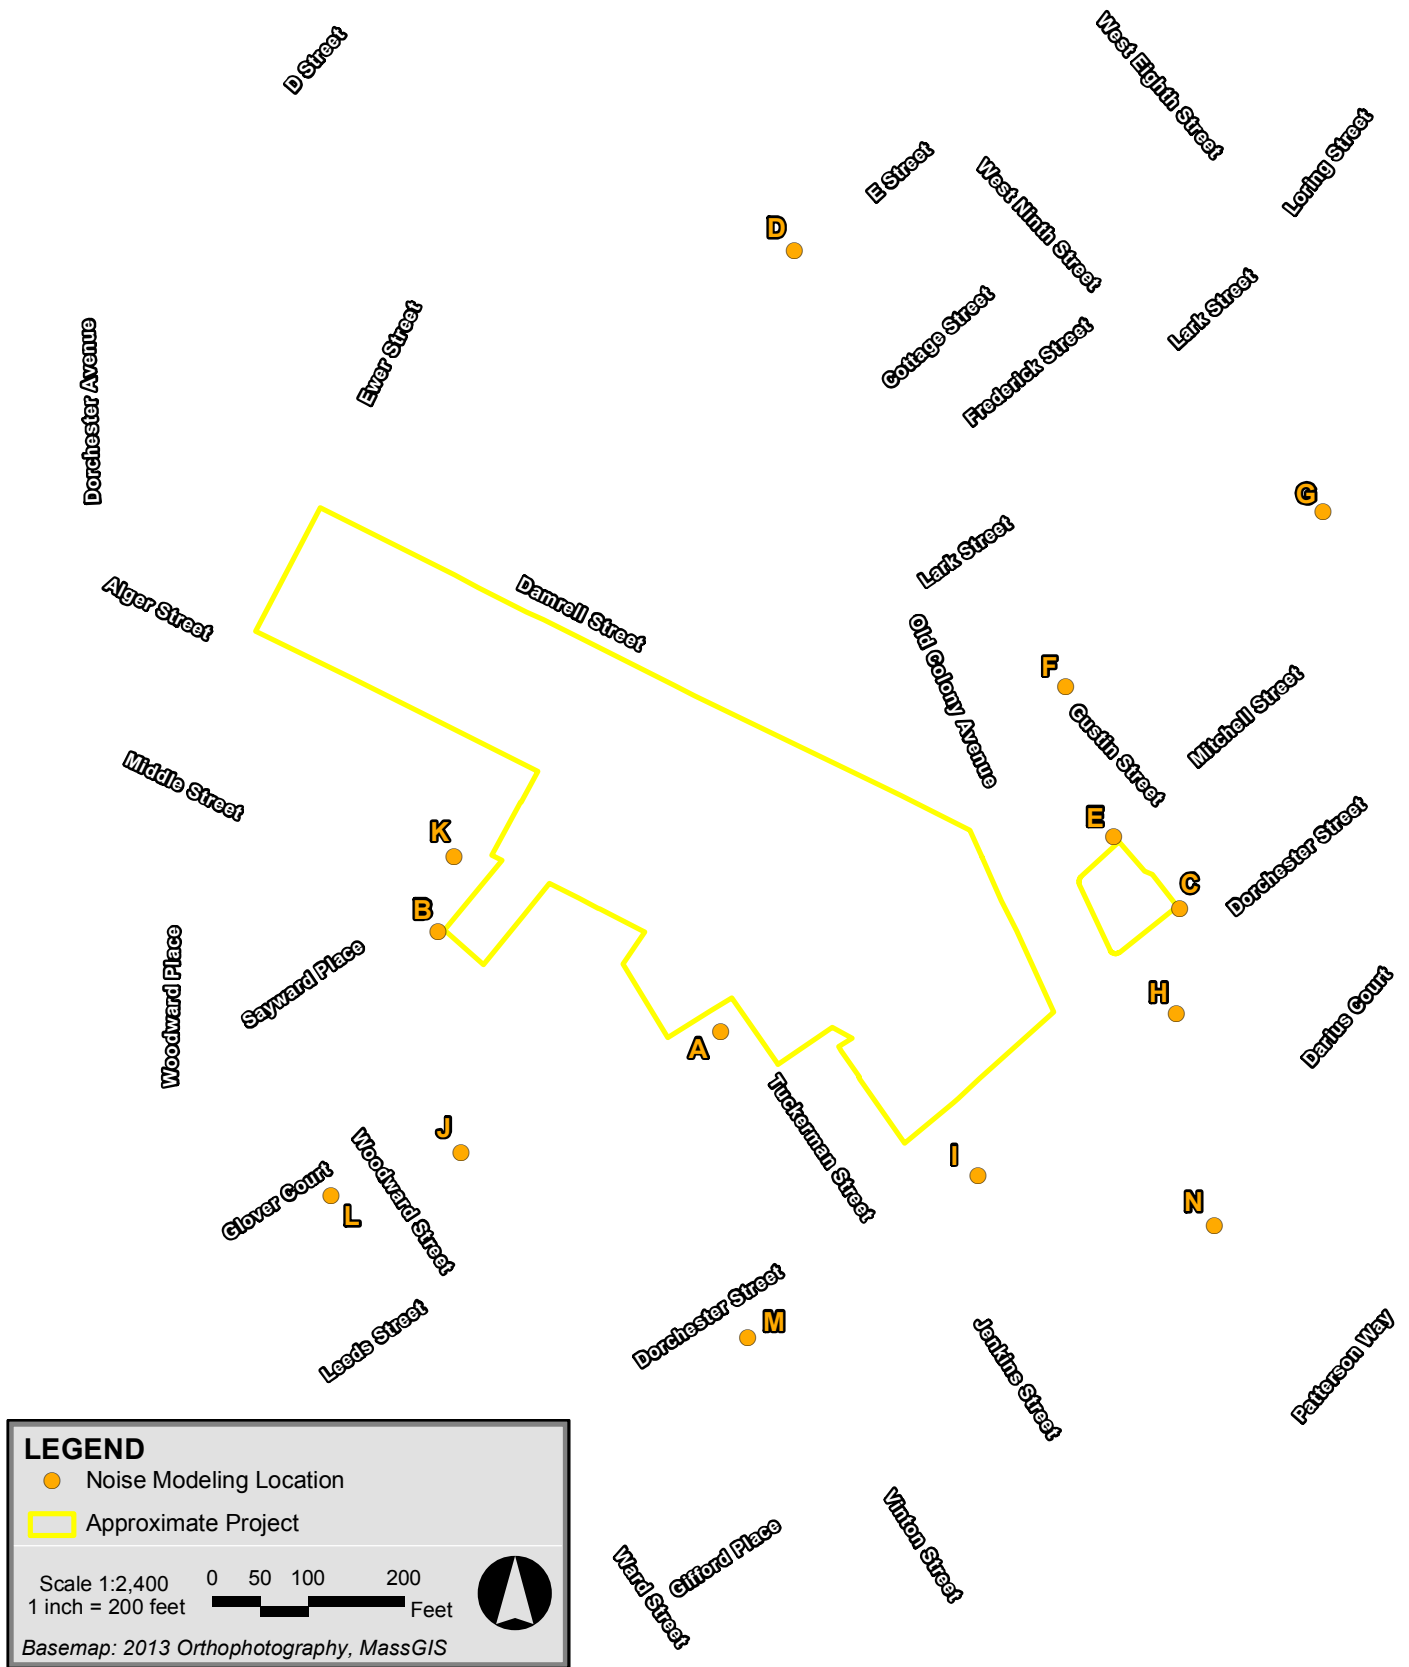 D Street
West Eighth Street
E Street
Loring Street
West Ninth Street
D
Lark Street
Cottage Street
Ewer Street
Frederick Street
Dorchester Avenue
G
Lark Street
Alger Street
Damrell Street
Old Colony Avenue
F
Mitchell Street
Gustin Street
Middle Street
E
K
Dorchester Street
C
B
Sayward Place
Woodward Place
H
Darius Court
A
Tuckerman Street
J
I
Woodward Street
Glover Court
L
N
Dorchester Street
M
Leeds Street
Jenkins Street
Patterson Way
LEGEND
Noise Modeling Location
Approximate Project
Scale 1:2,400
1 inch = 200 feet
0 50 100 200
Feet
Basemap: 2013 Orthophotography, MassGIS
Vinton Street
Gifford Place
Ward Street